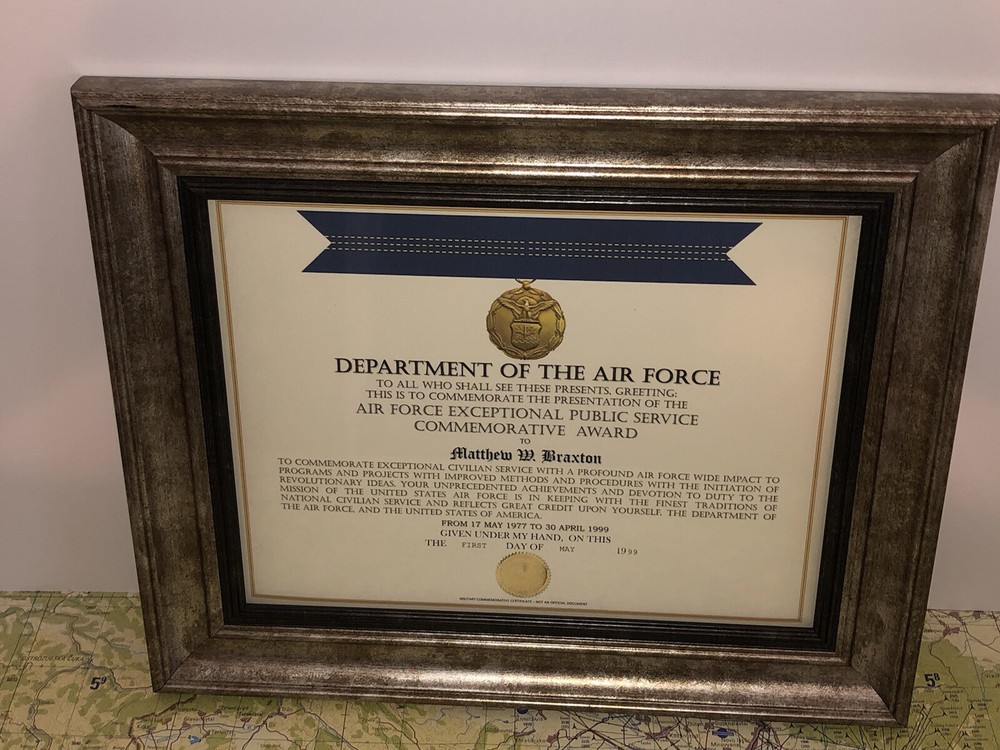 DEPARTMENT OF THE AIR FORCE
TO ALL WHO SHALL SEE THESE PRESENTS, GREETING:
THIS IS TO COMMEMORATE THE PRESENTATION OF THE
AIR FORCE EXCEPTIONAL PUBLIC SERVICE
COMMEMORATIVE AWARD
TO
Matthew W. Braxton
TO COMMEMORATE EXCEPTIONAL CIVILIAN SERVICE WITH A PROFOUND AIR FORCE WIDE IMPACT TO
PROGRAMS AND PROJECTS WITH IMPROVED METHODS AND PROCEDURES WITH THE INITIATION OF
REVOLUTIONARY IDEAS. YOUR UNPRECEDENTED ACHIEVEMENTS AND DEVOTION TO DUTY TO THE
MISSION OF THE UNITED STATES AIR FORCE IS IN KEEPING WITH THE FINEST TRADITIONS OF
NATIONAL CIVILIAN SERVICE AND REFLECTS GREAT CREDIT UPON YOURSELF, THE DEPARTMENT OF
THE AIR FORCE, AND THE UNITED STATES OF AMERICA.
FROM 17 MAY 1977 TO 30 APRIL 1999
GIVEN UNDER MY HAND, ON THIS
THE FIRST DAY OF MAY 1999
MILITARY COMMEMORATIVE CERTIFICATE - NOT AN OFFICIAL DOCUMENT
59
58